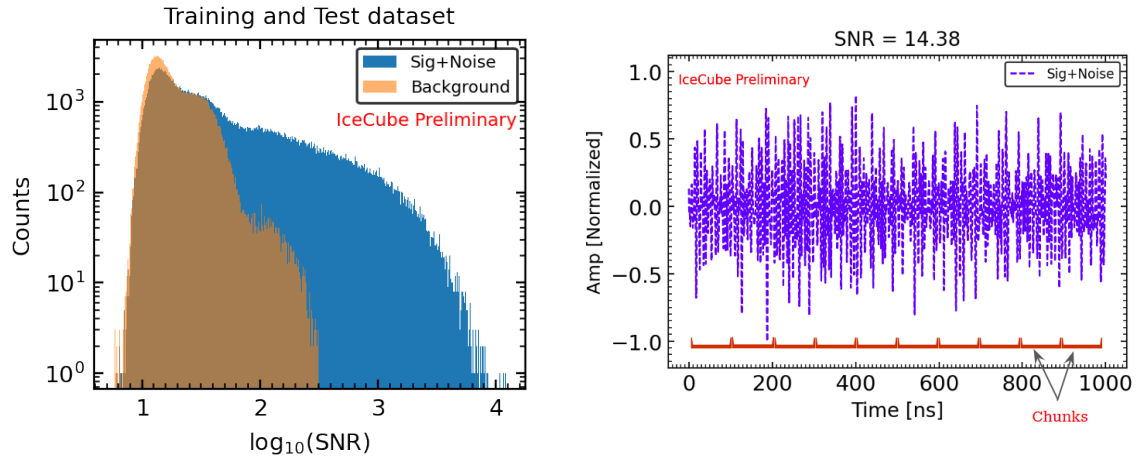 Training and Test dataset
Sig+Noise
Background
IceCube Preliminary
Counts
10³
10²
10¹
10⁰
1
2
3
4
log₁₀(SNR)
SNR = 14.38
IceCube Preliminary
Sig+Noise
Amp [Normalized]
1.0
0.5
0.0
−0.5
−1.0
0
200
400
600
800
1000
Time [ns]
Chunks